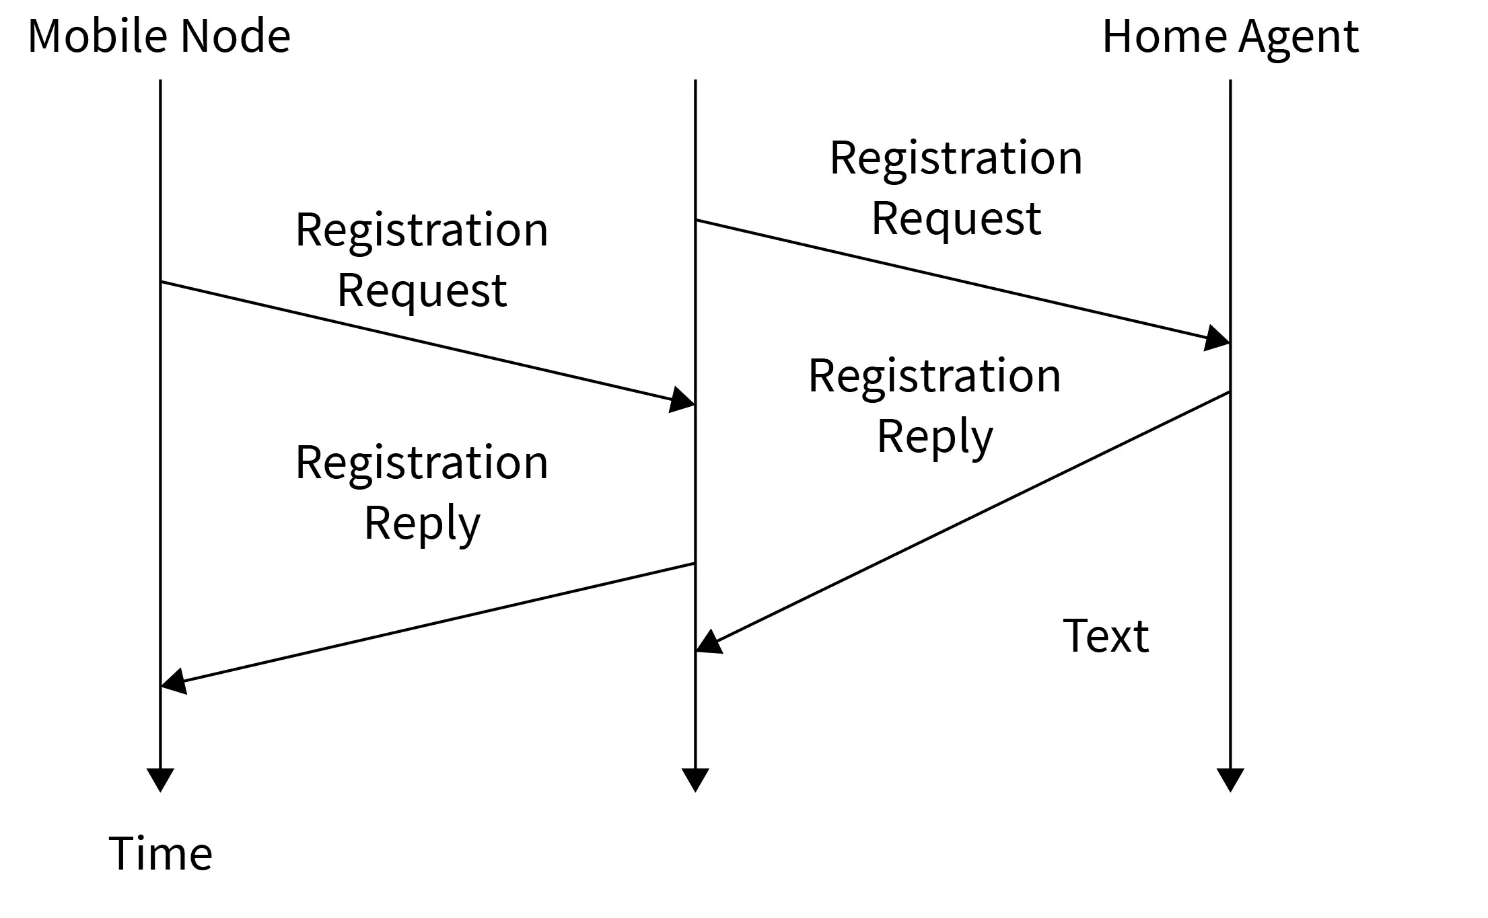 Mobile Node
Home Agent
Registration
Request
Registration
Request
Registration
Reply
Registration
Reply
Text
Time